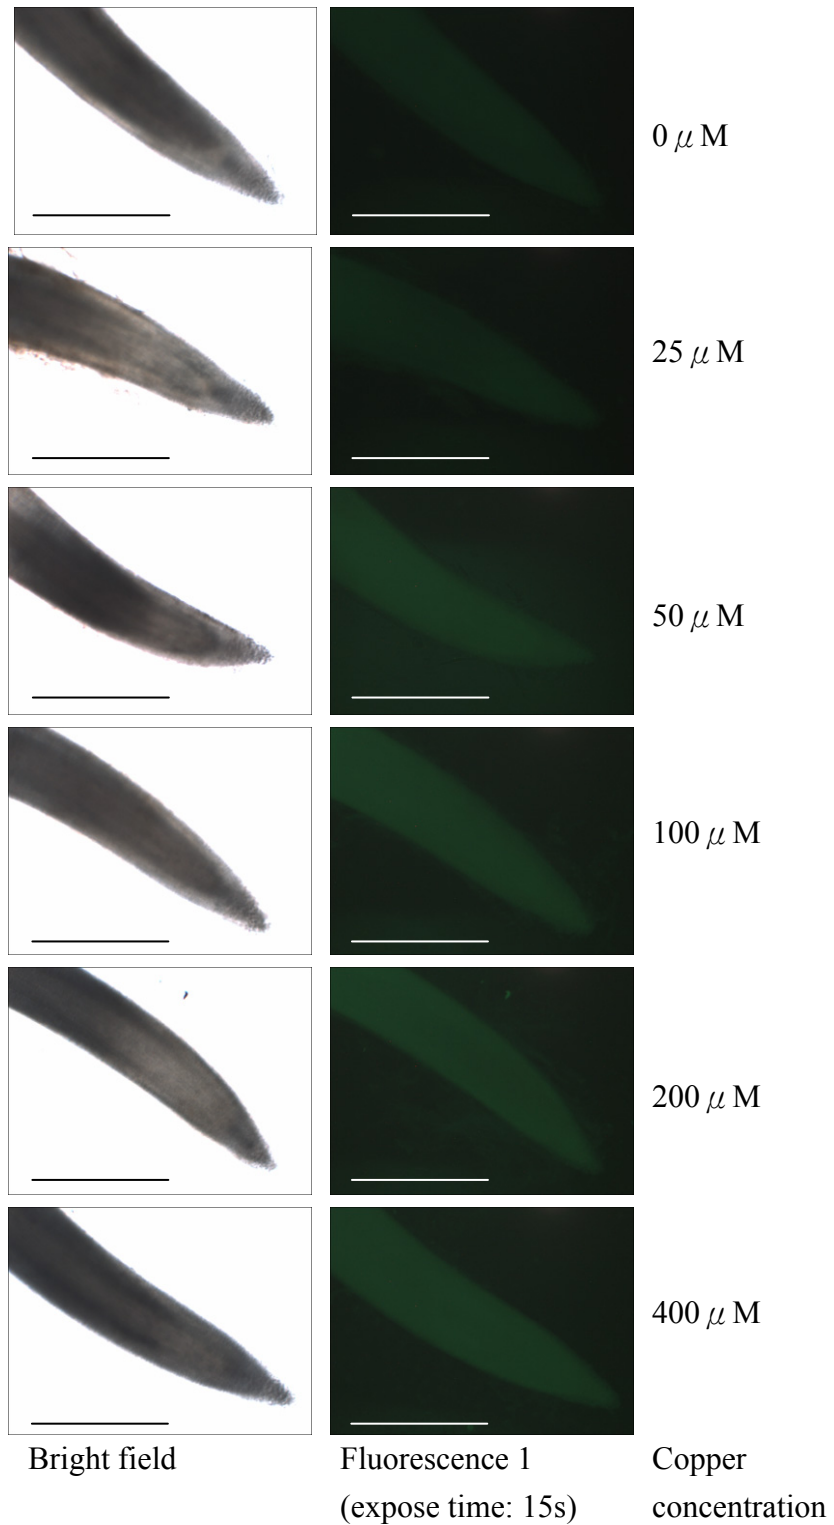 0 μ M
25 μ M
50 μ M
100 μ M
200 μ M
400 μ M
Bright field
Fluorescence 1
(expose time: 15s)
Copper
concentration